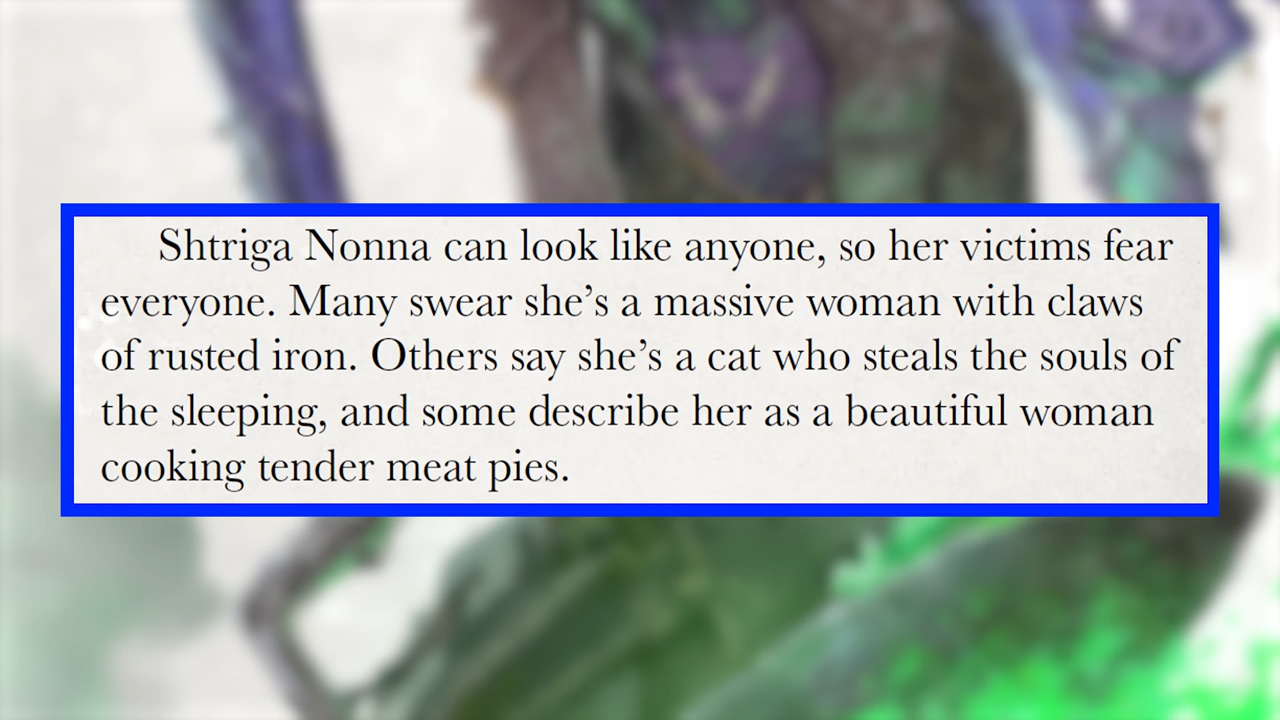 Shtriga Nonna can look like anyone, so her victims fear
everyone. Many swear she’s a massive woman with claws
of rusted iron. Others say she’s a cat who steals the souls of
the sleeping, and some describe her as a beautiful woman
cooking tender meat pies.